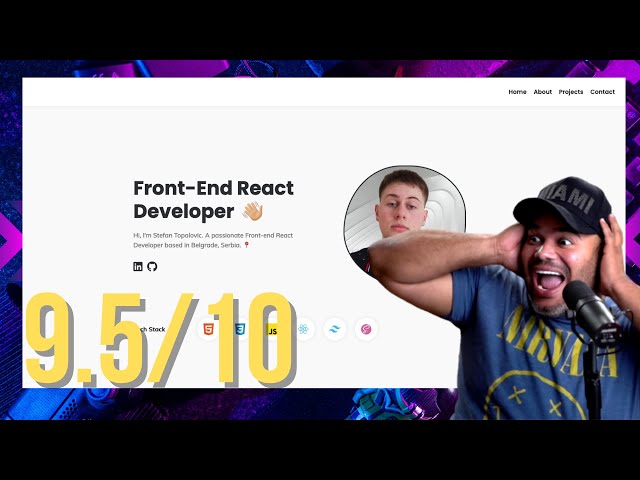 Home About Projects Contact
Front-End React
Developer 👋🏼
Hi, I'm Stefan Topalovic. A passionate Front-end React
Developer based in Belgrade, Serbia. 📍
9.5/10
Stack
JS
MIAMI
NIRVANA